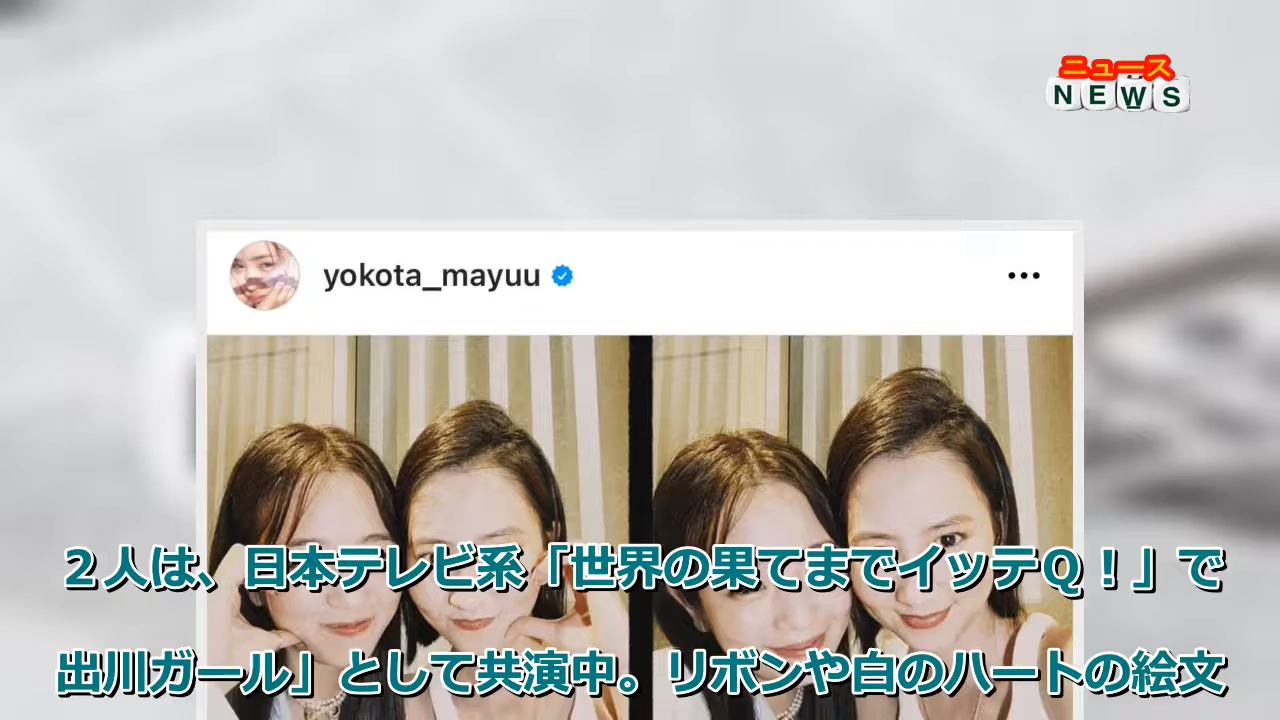 ニュース
NEWS
yokota_mayuu
２人は、日本テレビ系「世界の果てまでイッテＱ！」で
出川ガール」として共演中。リボンや白のハートの絵文